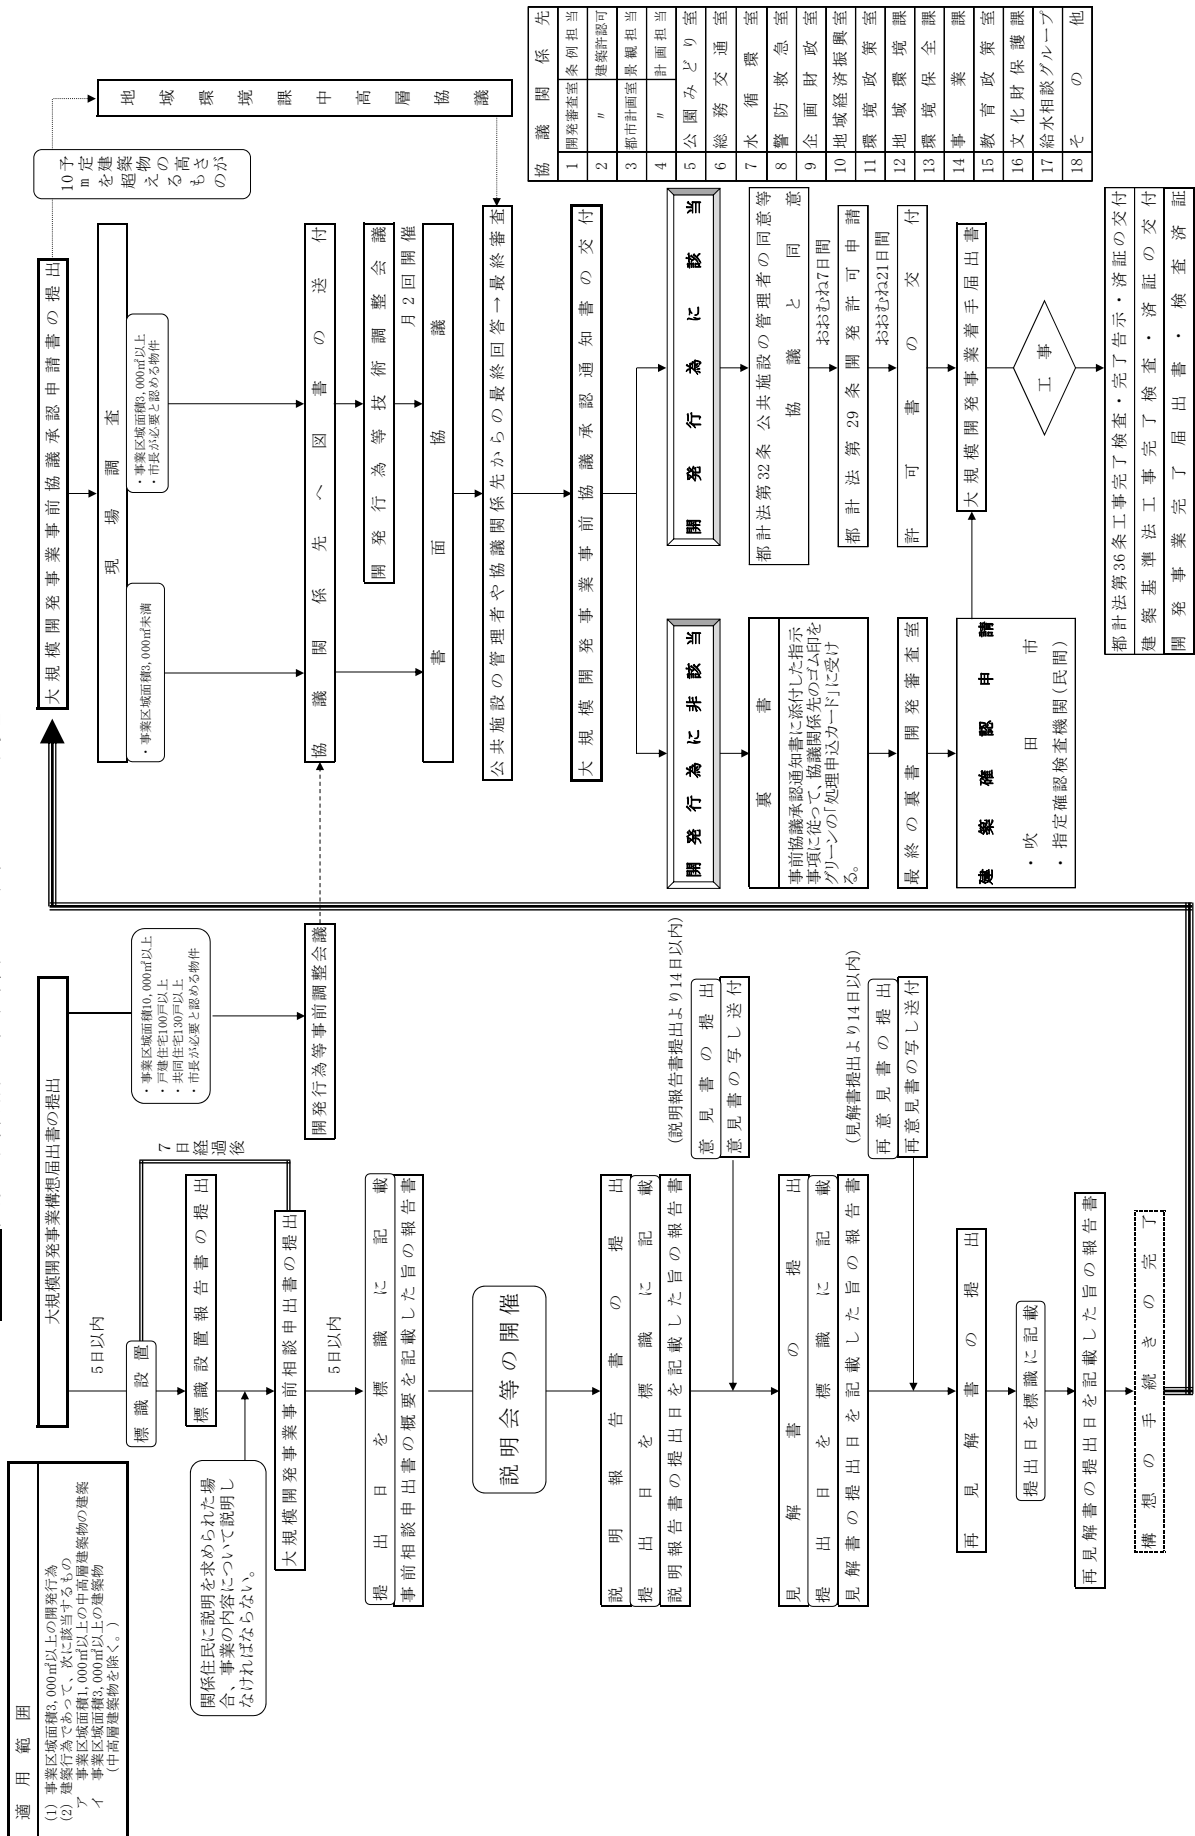 適用範囲
(1) 事業区域面積3,000㎡以上の開発行為
(2) 建築行為であって、次に該当するもの
ア 事業区域面積1,000㎡以上の中高層建築物の建築
イ 事業区域面積3,000㎡以上の建築物
(中高層建築物を除く。)
大規模開発事業構想届出書の提出
5日以内
標識設置
標識設置報告書の提出
7日経過後
関係住民に説明を求められた場
合、事業の内容について説明し
なければならない。
大規模開発事業事前相談申出書の提出
5日以内
提出日を標識に記載
事前相談申出書の概要を記載した旨の報告書
説明会等の開催
説明報告書の提出
提出日を標識に記載
説明報告書の提出日を記載した旨の報告書
(説明報告書提出より14日以内)
意見書の提出
意見書の写し送付
見解書の提出
提出日を標識に記載
見解書の提出日を記載した旨の報告書
(見解書提出より14日以内)
再意見書の提出
再意見書の写し送付
再見解書の提出
提出日を標識に記載
再見解書の提出日を記載した旨の報告書
構想の手続きの完了
・事業区域面積10,000㎡以上
・戸建住宅100戸以上
・共同住宅130戸以上
・市長が必要と認める物件
開発行為等事前調整会議
大規模開発事業事前協議承認申請書の提出
予定建築物の高さが
10mを超えるもの
地域環境課中高層協議
現場調査
・事業区域面積3,000㎡未満
・事業区域面積3,000㎡以上
・市長が必要と認める物件
協議関係先へ図書の送付
開発行為等技術調整会議
月2回開催
書面協議
公共施設の管理者や協議関係先からの最終回答→最終審査
大規模開発事業事前協議承認通知書の交付
開発行為に非該当
裏書
事前協議承認通知書に添付した指示
事項に従って、協議関係先のゴム印を
グリーンの「処理申込カード」に受け
る。
最終の裏書 開発審査室
建築確認申請
・吹田市
・指定確認検査機関(民間)
開発行為に該当
都計法第32条 公共施設の管理者の同意等
協議と同意
おおむね7日間
都計法第29条開発許可申請
おおむね21日間
許可書の交付
大規模開発事業着手届出書
工事
都計法第36条工事完了検査・完了告示・済証の交付
建築基準法工事完了検査・済証の交付
開発事業完了届出書・検査済証
協議関係先
1 開発審査室 条例担当
2 〃 建築許認可
3 都市計画室 景観担当
4 〃 計画担当
5 公園みどり室
6 総務交通室
7 水循環室
8 警防救急室
9 企画財政室
10 地域経済振興室
11 環境政策室
12 地域環境課
13 環境保全課
14 事業課
15 教育政策室
16 文化財保護課
17 給水相談グループ
18 その他